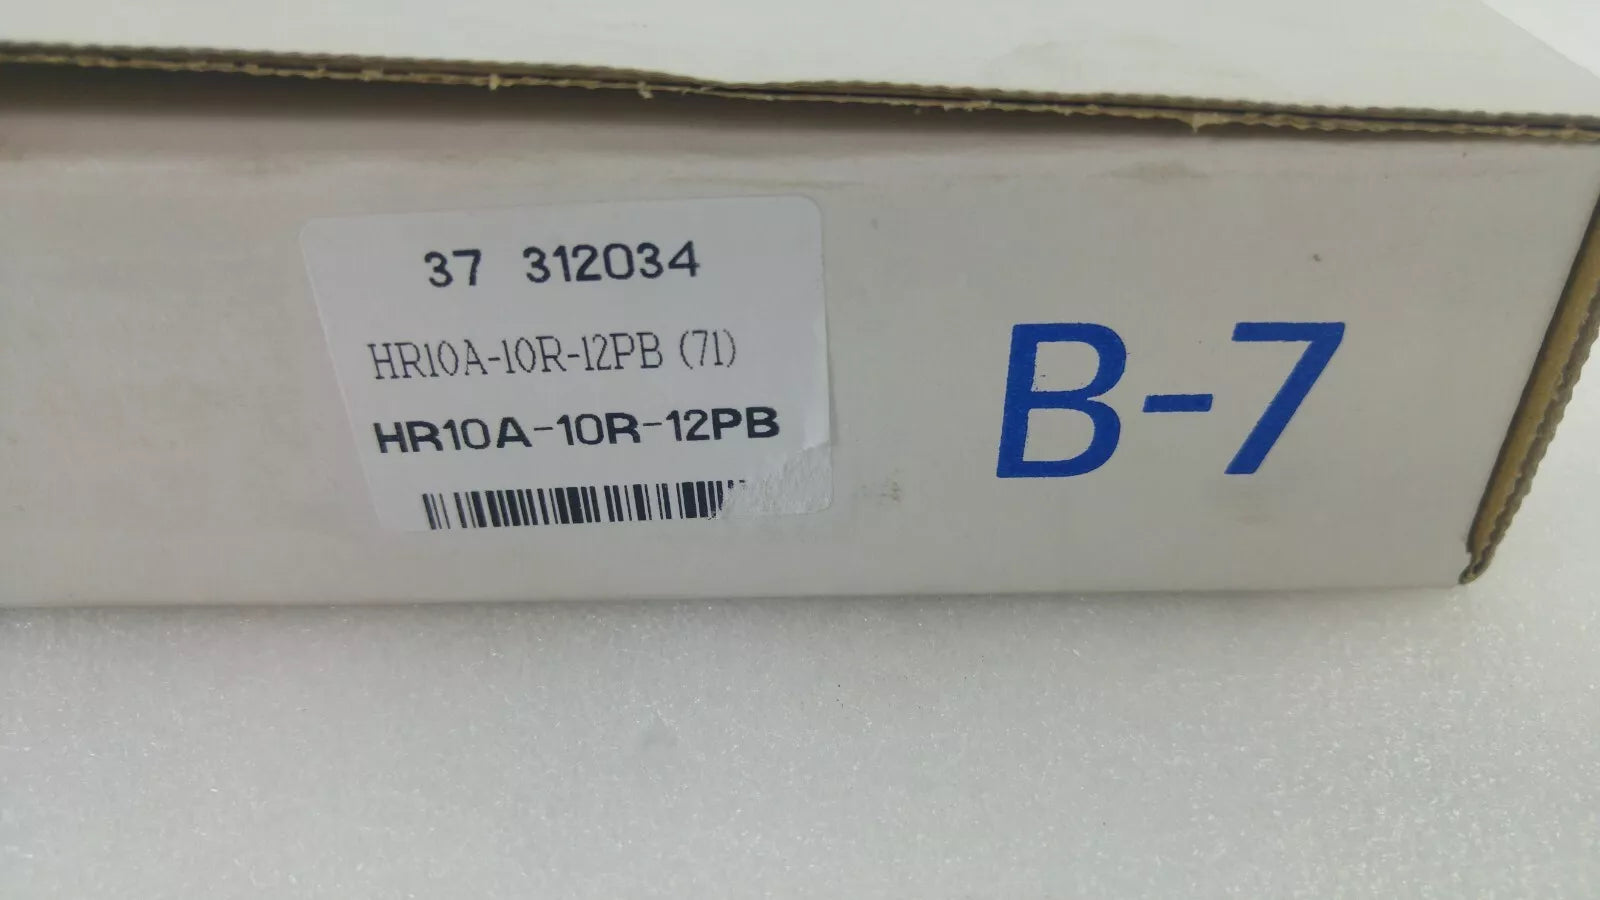 37 312034
HR10A-10R-12PB (71)
HR10A-10R-12PB
B-7